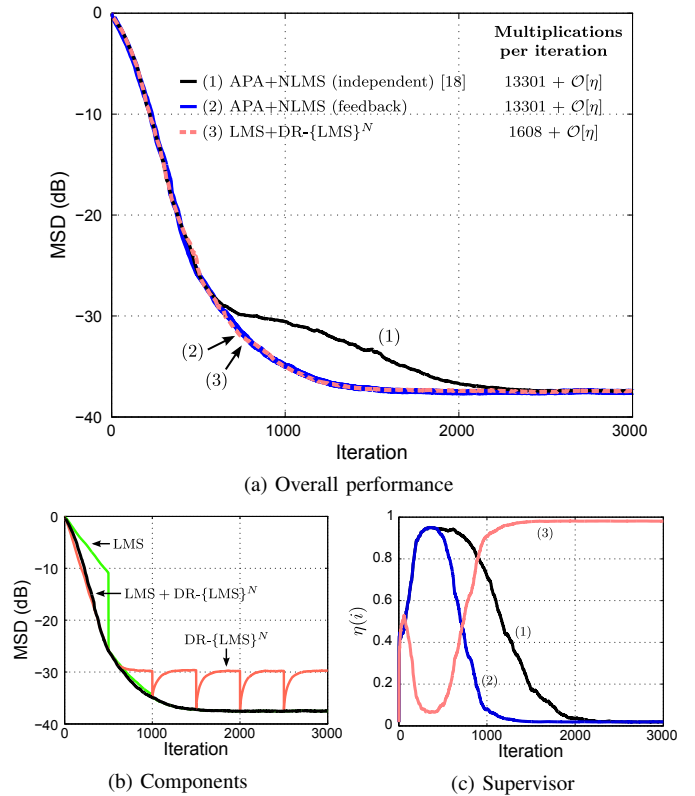 Multiplications
per iteration
(1) APA+NLMS (independent) [18] 13301 + 𝒪[η]
(2) APA+NLMS (feedback) 13301 + 𝒪[η]
(3) LMS+DR-{LMS}^N 1608 + 𝒪[η]
MSD (dB)
0
−10
−20
−30
−40
(1)
(2)
(3)
0 1000 2000 3000
Iteration
(a) Overall performance
MSD (dB)
0
−10
−20
−30
−40
LMS
LMS + DR-{LMS}^N
DR-{LMS}^N
0 1000 2000 3000
Iteration
(b) Components
η(i)
1
0.8
0.6
0.4
0.2
0
(3)
(1)
(2)
0 1000 2000 3000
Iteration
(c) Supervisor